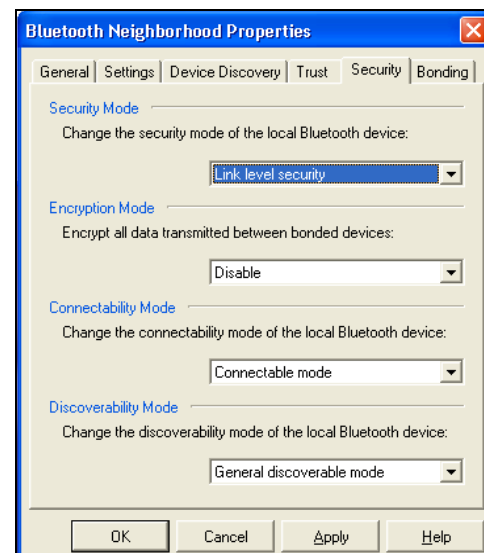 Bluetooth Neighborhood Properties
General Settings Device Discovery Trust Security Bonding
Security Mode
Change the security mode of the local Bluetooth device:
Link level security
Encryption Mode
Encrypt all data transmitted between bonded devices:
Disable
Connectability Mode
Change the connectability mode of the local Bluetooth device:
Connectable mode
Discoverability Mode
Change the discoverability mode of the local Bluetooth device:
General discoverable mode
OK Cancel Apply Help